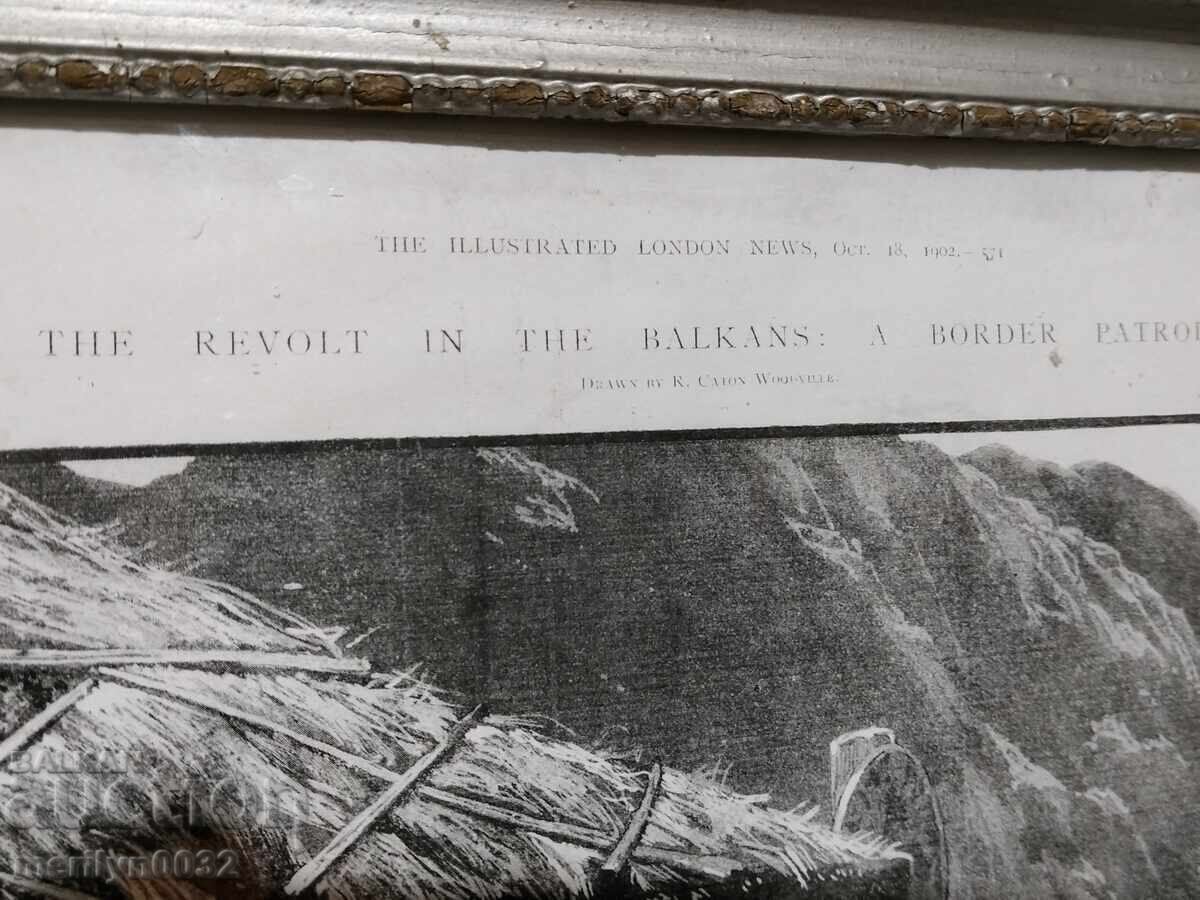 THE ILLUSTRATED LONDON NEWS, Oct. 18, 1902.— 571
THE REVOLT IN THE BALKANS: A BORDER PATROL
Drawn by R. Caton Woodville.
BALKAN
AUCTION
merilyn0032